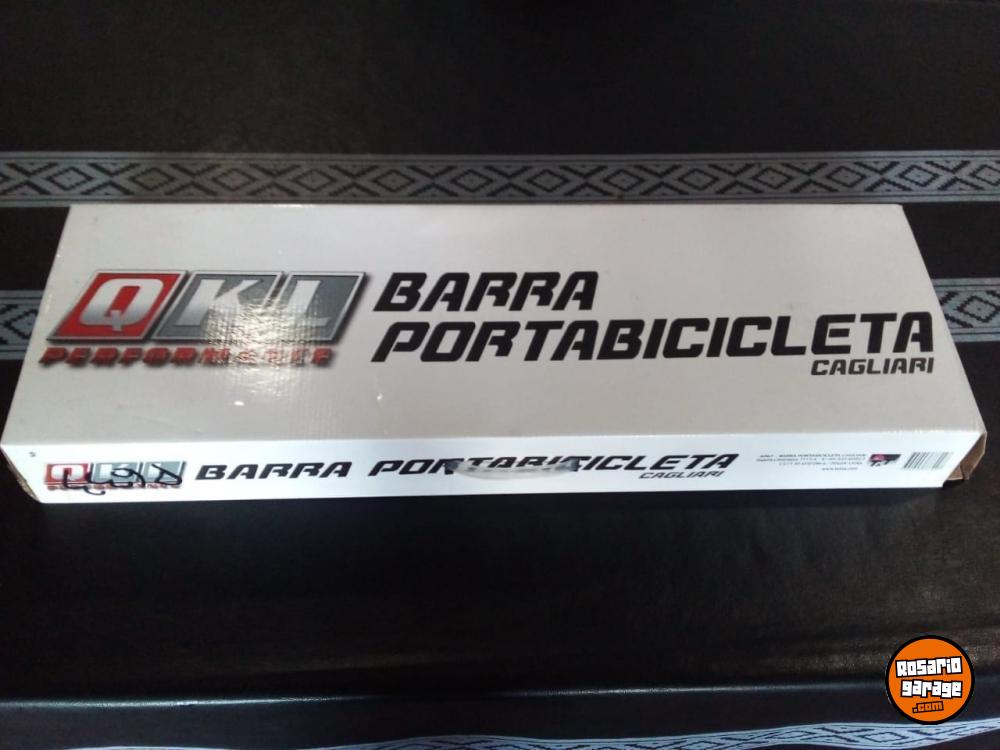 QKL
PERFORMANCE
BARRA
PORTABICICLETA
CAGLIARI
BARRA PORTABICICLETA
CAGLIARI
Rosario
garage
.com